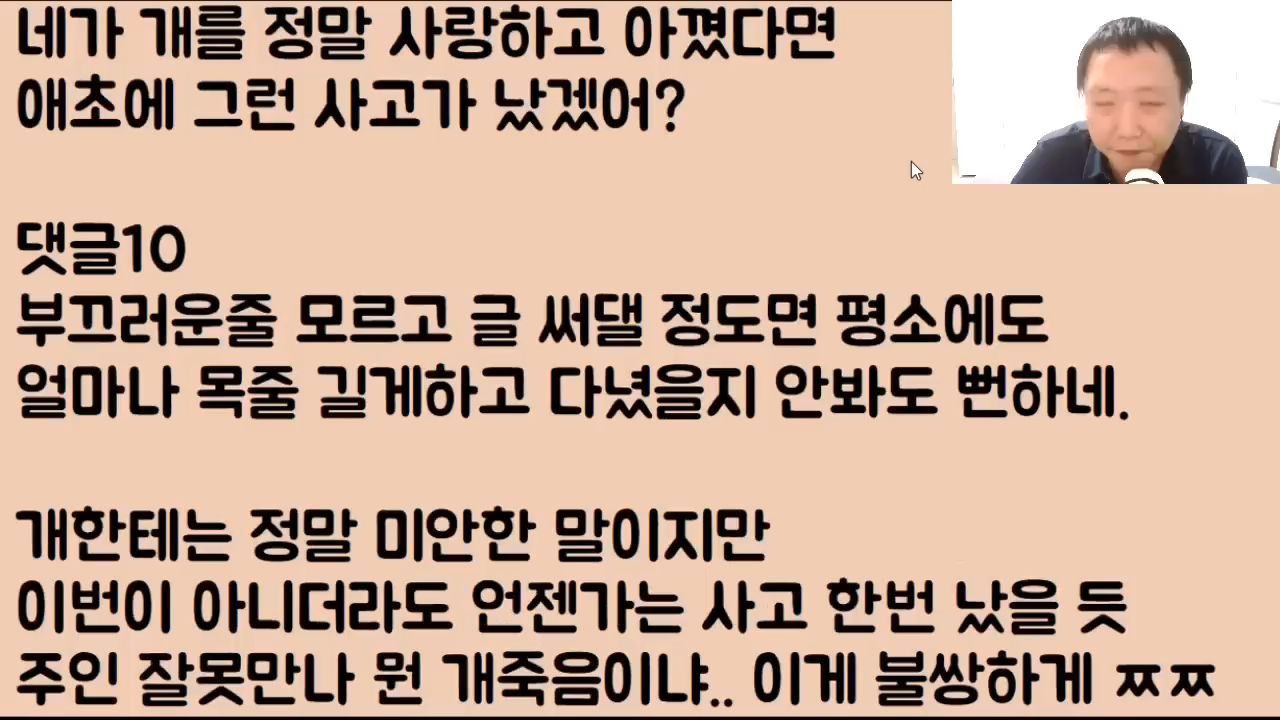 네가 개를 정말 사랑하고 아꼈다면
애초에 그런 사고가 났겠어?
댓글10
부끄러운줄 모르고 글 써댈 정도면 평소에도
얼마나 목줄 길게하고 다녔을지 안봐도 뻔하네.
개한테는 정말 미안한 말이지만
이번이 아니더라도 언젠가는 사고 한번 났을 듯
주인 잘못만나 뭔 개죽음이냐.. 이게 불쌍하게 ㅉㅉ